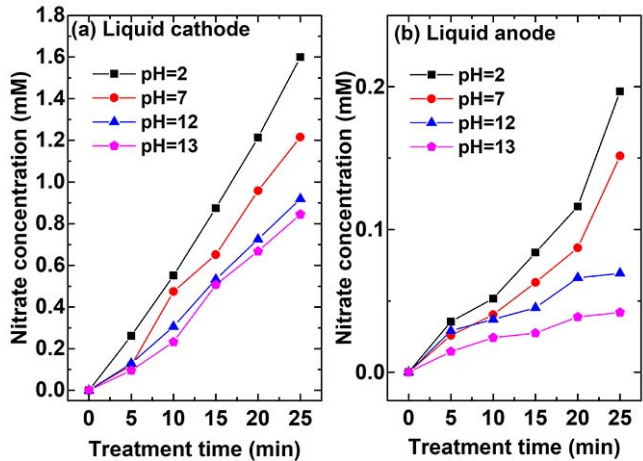 (a) Liquid cathode
pH=2
pH=7
pH=12
pH=13
Nitrate concentration (mM)
1.8
1.6
1.4
1.2
1.0
0.8
0.6
0.4
0.2
0.0
0 5 10 15 20 25
Treatment time (min)
(b) Liquid anode
pH=2
pH=7
pH=12
pH=13
Nitrate concentration (mM)
0.2
0.1
0.0
0 5 10 15 20 25
Treatment time (min)